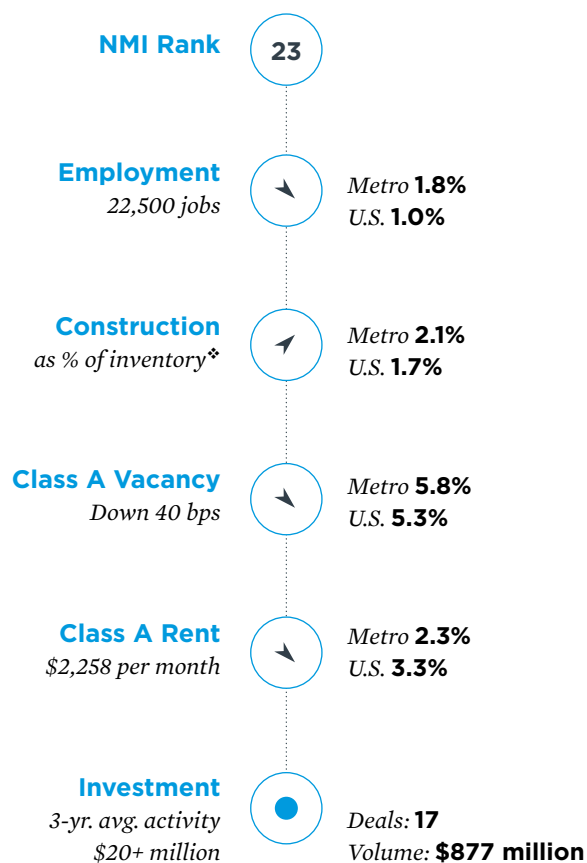 NMI Rank
23
Employment
22,500 jobs
Metro 1.8%
U.S. 1.0%
Construction
as % of inventory❖
Metro 2.1%
U.S. 1.7%
Class A Vacancy
Down 40 bps
Metro 5.8%
U.S. 5.3%
Class A Rent
$2,258 per month
Metro 2.3%
U.S. 3.3%
Investment
3-yr. avg. activity
$20+ million
Deals: 17
Volume: $877 million